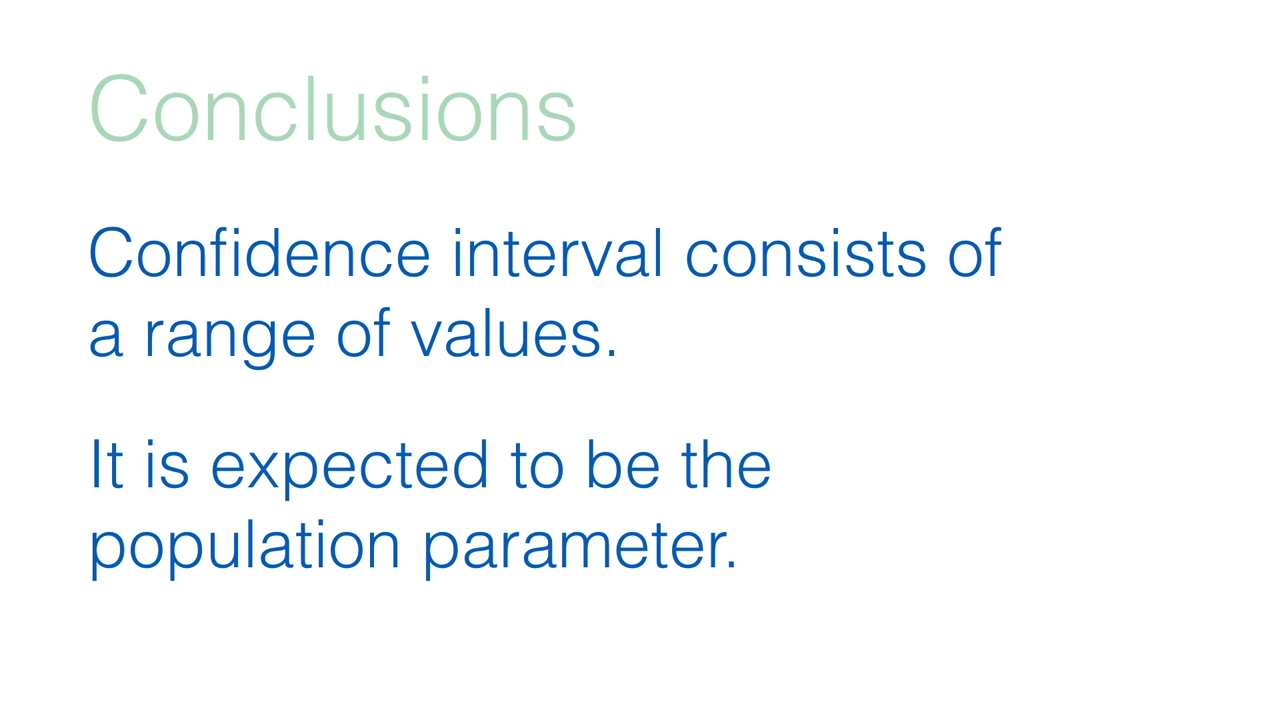 Conclusions
Confidence interval consists of
a range of values.
It is expected to be the
population parameter.